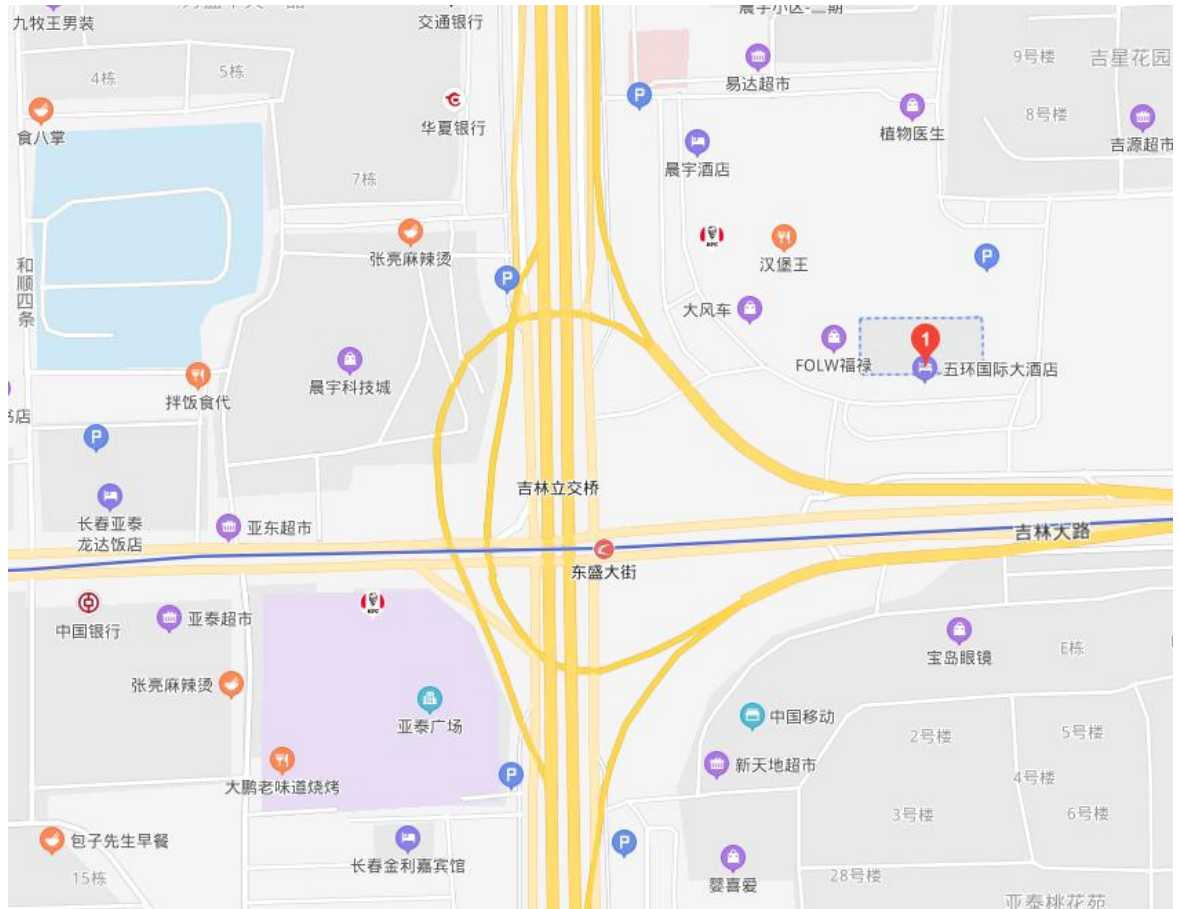 九牧王男装
交通银行
易达超市
9号楼
吉星花园
4栋
5栋
华夏银行
食八掌
植物医生
8号楼
吉源超市
晨宇酒店
7栋
张亮麻辣烫
KFC
汉堡王
和顺四条
大风车
FOLW福禄
1
五环国际大酒店
晨宇科技城
拌饭食代
P
吉林立交桥
长春亚泰
龙达饭店
亚东超市
吉林大路
东盛大街
中国银行
亚泰超市
KFC
宝岛眼镜
E栋
张亮麻辣烫
亚泰广场
中国移动
2号楼
5号楼
新天地超市
4号楼
大鹏老味道烧烤
3号楼
6号楼
包子先生早餐
长春金利嘉宾馆
15栋
婴喜爱
28号楼
亚泰桃花苑